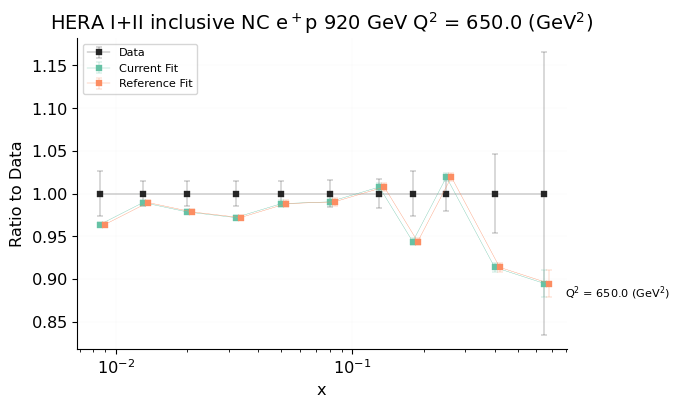 HERA I+II inclusive NC e⁺p 920 GeV Q² = 650.0 (GeV²)
Data
Current Fit
Reference Fit
1.15
1.10
1.05
1.00
0.95
0.90
0.85
Ratio to Data
Q² = 650.0 (GeV²)
10⁻²
10⁻¹
x